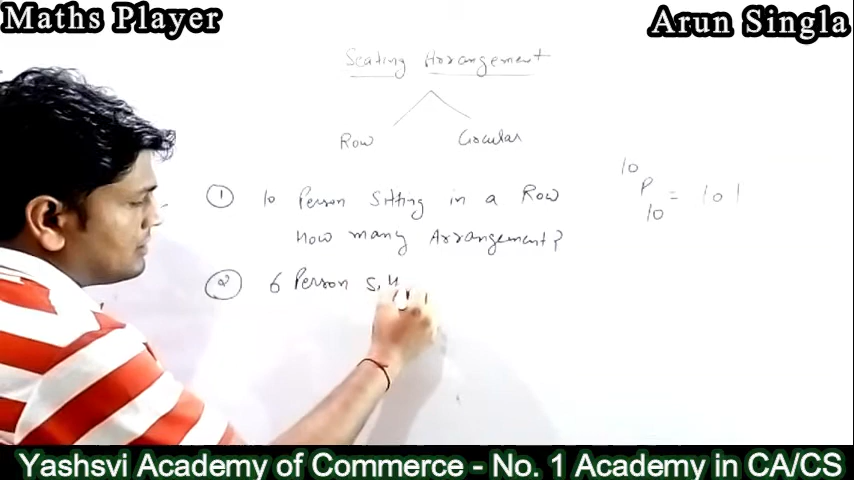 Maths Player
Arun Singla
Seating Arrangement
Row Circular
① 10 Person Sitting in a Row
How many Arrangement?
10
P = 10!
10
② 6 Person
Yashsvi Academy of Commerce - No. 1 Academy in CA/CS